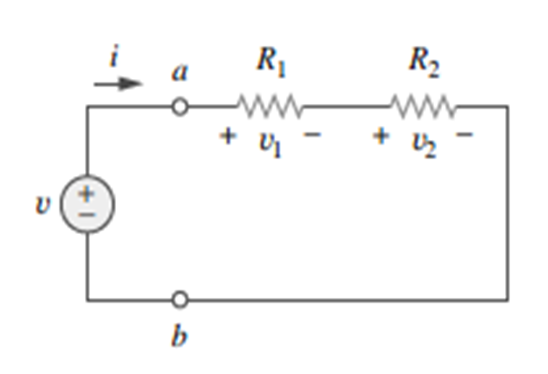 i
a
R₁
R₂
+ v₁ −
+ v₂ −
v
+
−
b